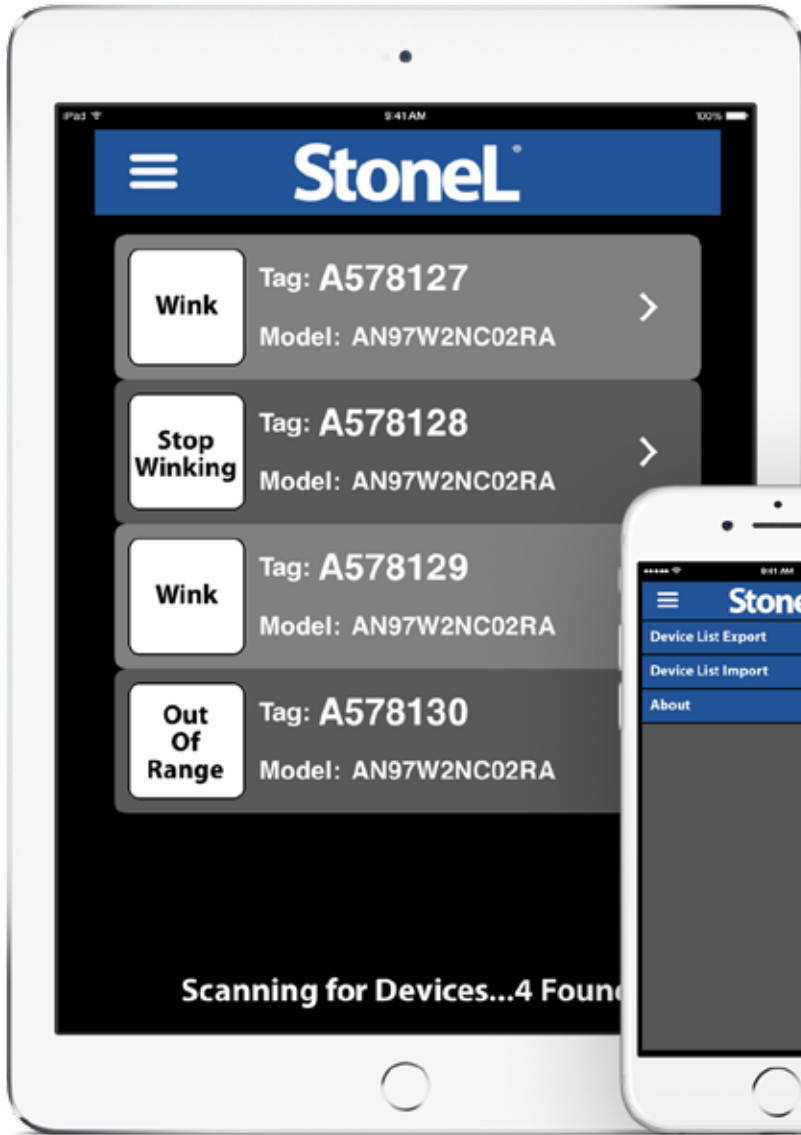 iPad
9:41 AM
100%
StoneL®
Wink
Tag: A578127
Model: AN97W2NC02RA
Stop
Winking
Tag: A578128
Model: AN97W2NC02RA
Wink
Tag: A578129
Model: AN97W2NC02RA
Out
Of
Range
Tag: A578130
Model: AN97W2NC02RA
Scanning for Devices...4 Foun
9:41 AM
Stone
Device List Export
Device List Import
About